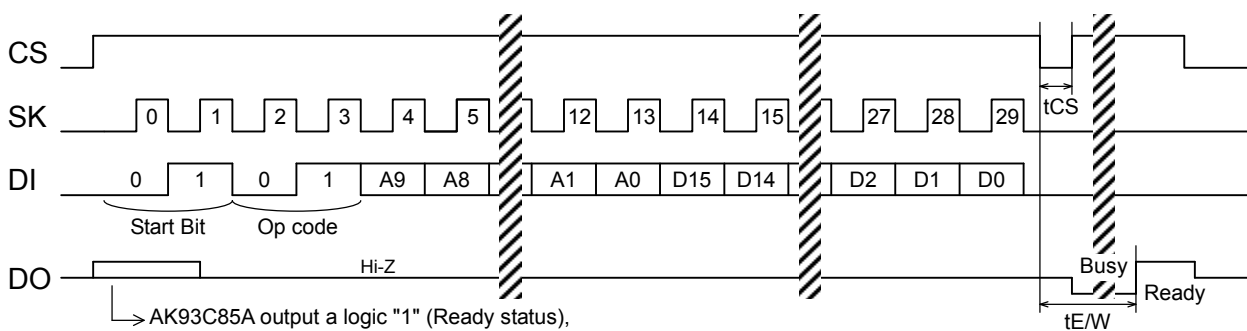 CS
tCS
SK 0 1 2 3 4 5 12 13 14 15 27 28 29
DI 0 1 0 1 A9 A8 A1 A0 D15 D14 D2 D1 D0
Start Bit Op code
DO Hi-Z Busy Ready
AK93C85A output a logic "1" (Ready status),
tE/W